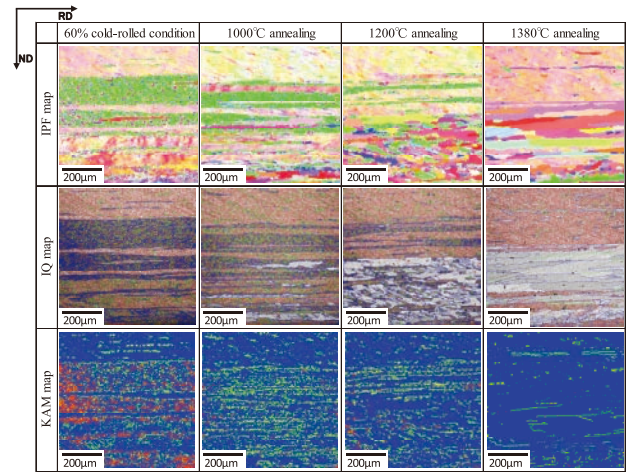 RD
ND
60% cold-rolled condition 1000℃ annealing 1200℃ annealing 1380℃ annealing
IPF map
200μm 200μm 200μm 200μm
IQ map
200μm 200μm 200μm 200μm
KAM map
200μm 200μm 200μm 200μm